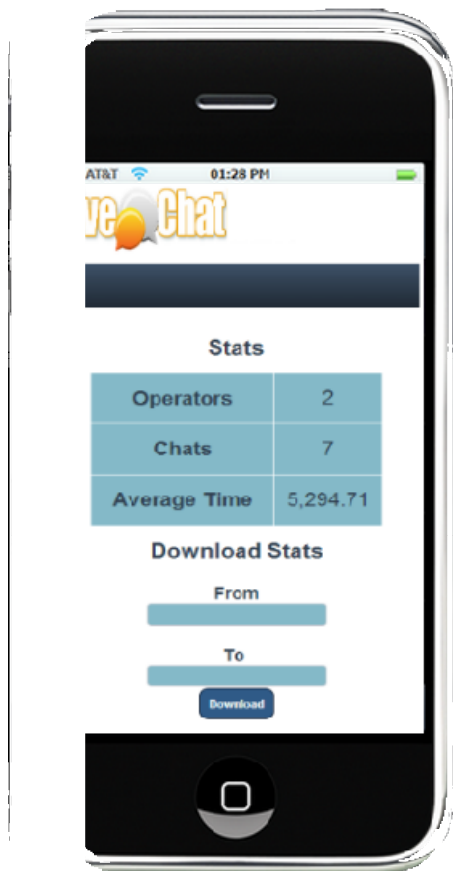 AT&T 01:28 PM
ve Chat
Stats
Operators 2
Chats 7
Average Time 5,294.71
Download Stats
From
To
Download